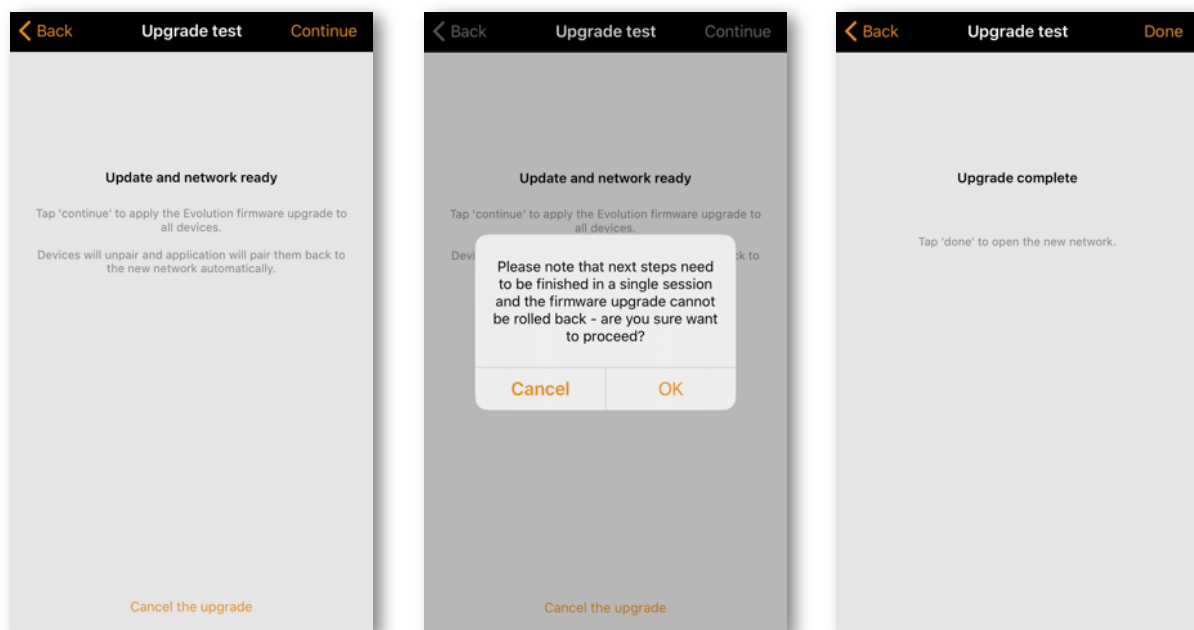 Back Upgrade test Continue
Update and network ready
Tap 'continue' to apply the Evolution firmware upgrade to
all devices.
Devices will unpair and application will pair them back to
the new network automatically.
Cancel the upgrade
Back Upgrade test Continue
Update and network ready
Tap 'continue' to apply the Evolution firmware upgrade to
all devices.
Devi
ck to
Please note that next steps need
to be finished in a single session
and the firmware upgrade cannot
be rolled back - are you sure want
to proceed?
Cancel OK
Cancel the upgrade
Back Upgrade test Done
Upgrade complete
Tap 'done' to open the new network.